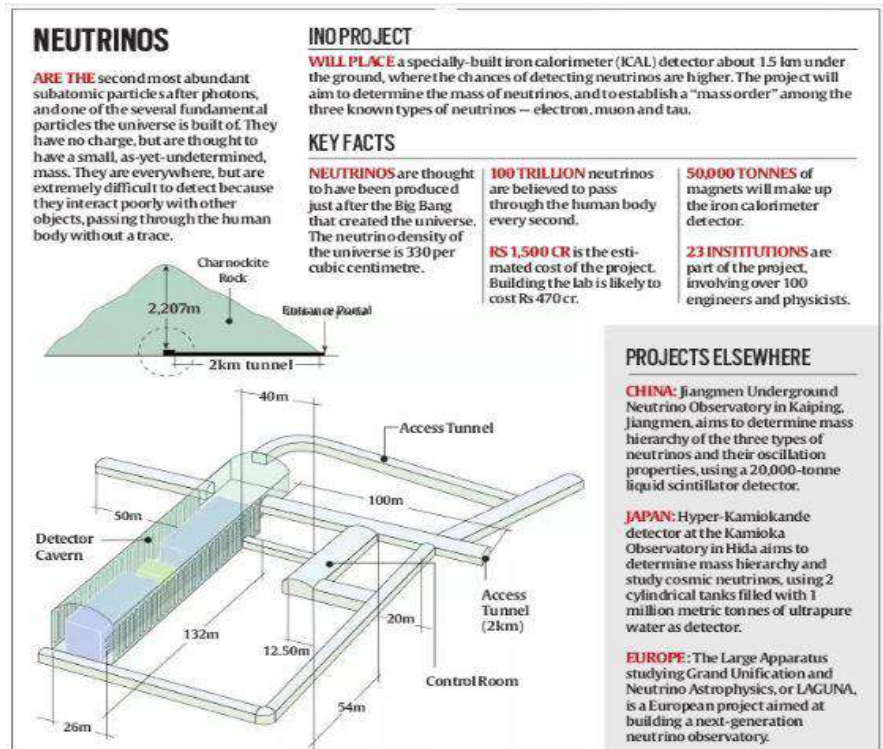 NEUTRINOS
ARE THE second most abundant
subatomic particles after photons,
and one of the several fundamental
particles the universe is built of. They
have no charge, but are thought to
have a small, as-yet-undetermined,
mass. They are everywhere, but are
extremely difficult to detect because
they interact poorly with other
objects, passing through the human
body without a trace.
INO PROJECT
WILL PLACE a specially-built iron calorimeter (ICAL) detector about 1.5 km under
the ground, where the chances of detecting neutrinos are higher. The project will
aim to determine the mass of neutrinos, and to establish a “mass order” among the
three known types of neutrinos — electron, muon and tau.
KEY FACTS
NEUTRINOS are thought
to have been produced
just after the Big Bang
that created the universe.
The neutrino density of
the universe is 330 per
cubic centimetre.
100 TRILLION neutrinos
are believed to pass
through the human body
every second.
RS 1,500 CR is the esti-
mated cost of the project.
Building the lab is likely to
cost Rs 470 cr.
50,000 TONNES of
magnets will make up
the iron calorimeter
detector.
23 INSTITUTIONS are
part of the project,
involving over 100
engineers and physicists.
Charnockite
Rock
2,207m
Entrance Portal
2km tunnel
40m
Access Tunnel
100m
50m
Detector
Cavern
Access
Tunnel
(2km)
20m
132m
12.50m
Control Room
54m
26m
PROJECTS ELSEWHERE
CHINA: Jiangmen Underground
Neutrino Observatory in Kaiping,
Jiangmen, aims to determine mass
hierarchy of the three types of
neutrinos and their oscillation
properties, using a 20,000-tonne
liquid scintillator detector.
JAPAN: Hyper-Kamiokande
detector at the Kamioka
Observatory in Hida aims to
determine mass hierarchy and
study cosmic neutrinos, using 2
cylindrical tanks filled with 1
million metric tonnes of ultrapure
water as detector.
EUROPE: The Large Apparatus
studying Grand Unification and
Neutrino Astrophysics, or LAGUNA,
is a European project aimed at
building a next-generation
neutrino observatory.